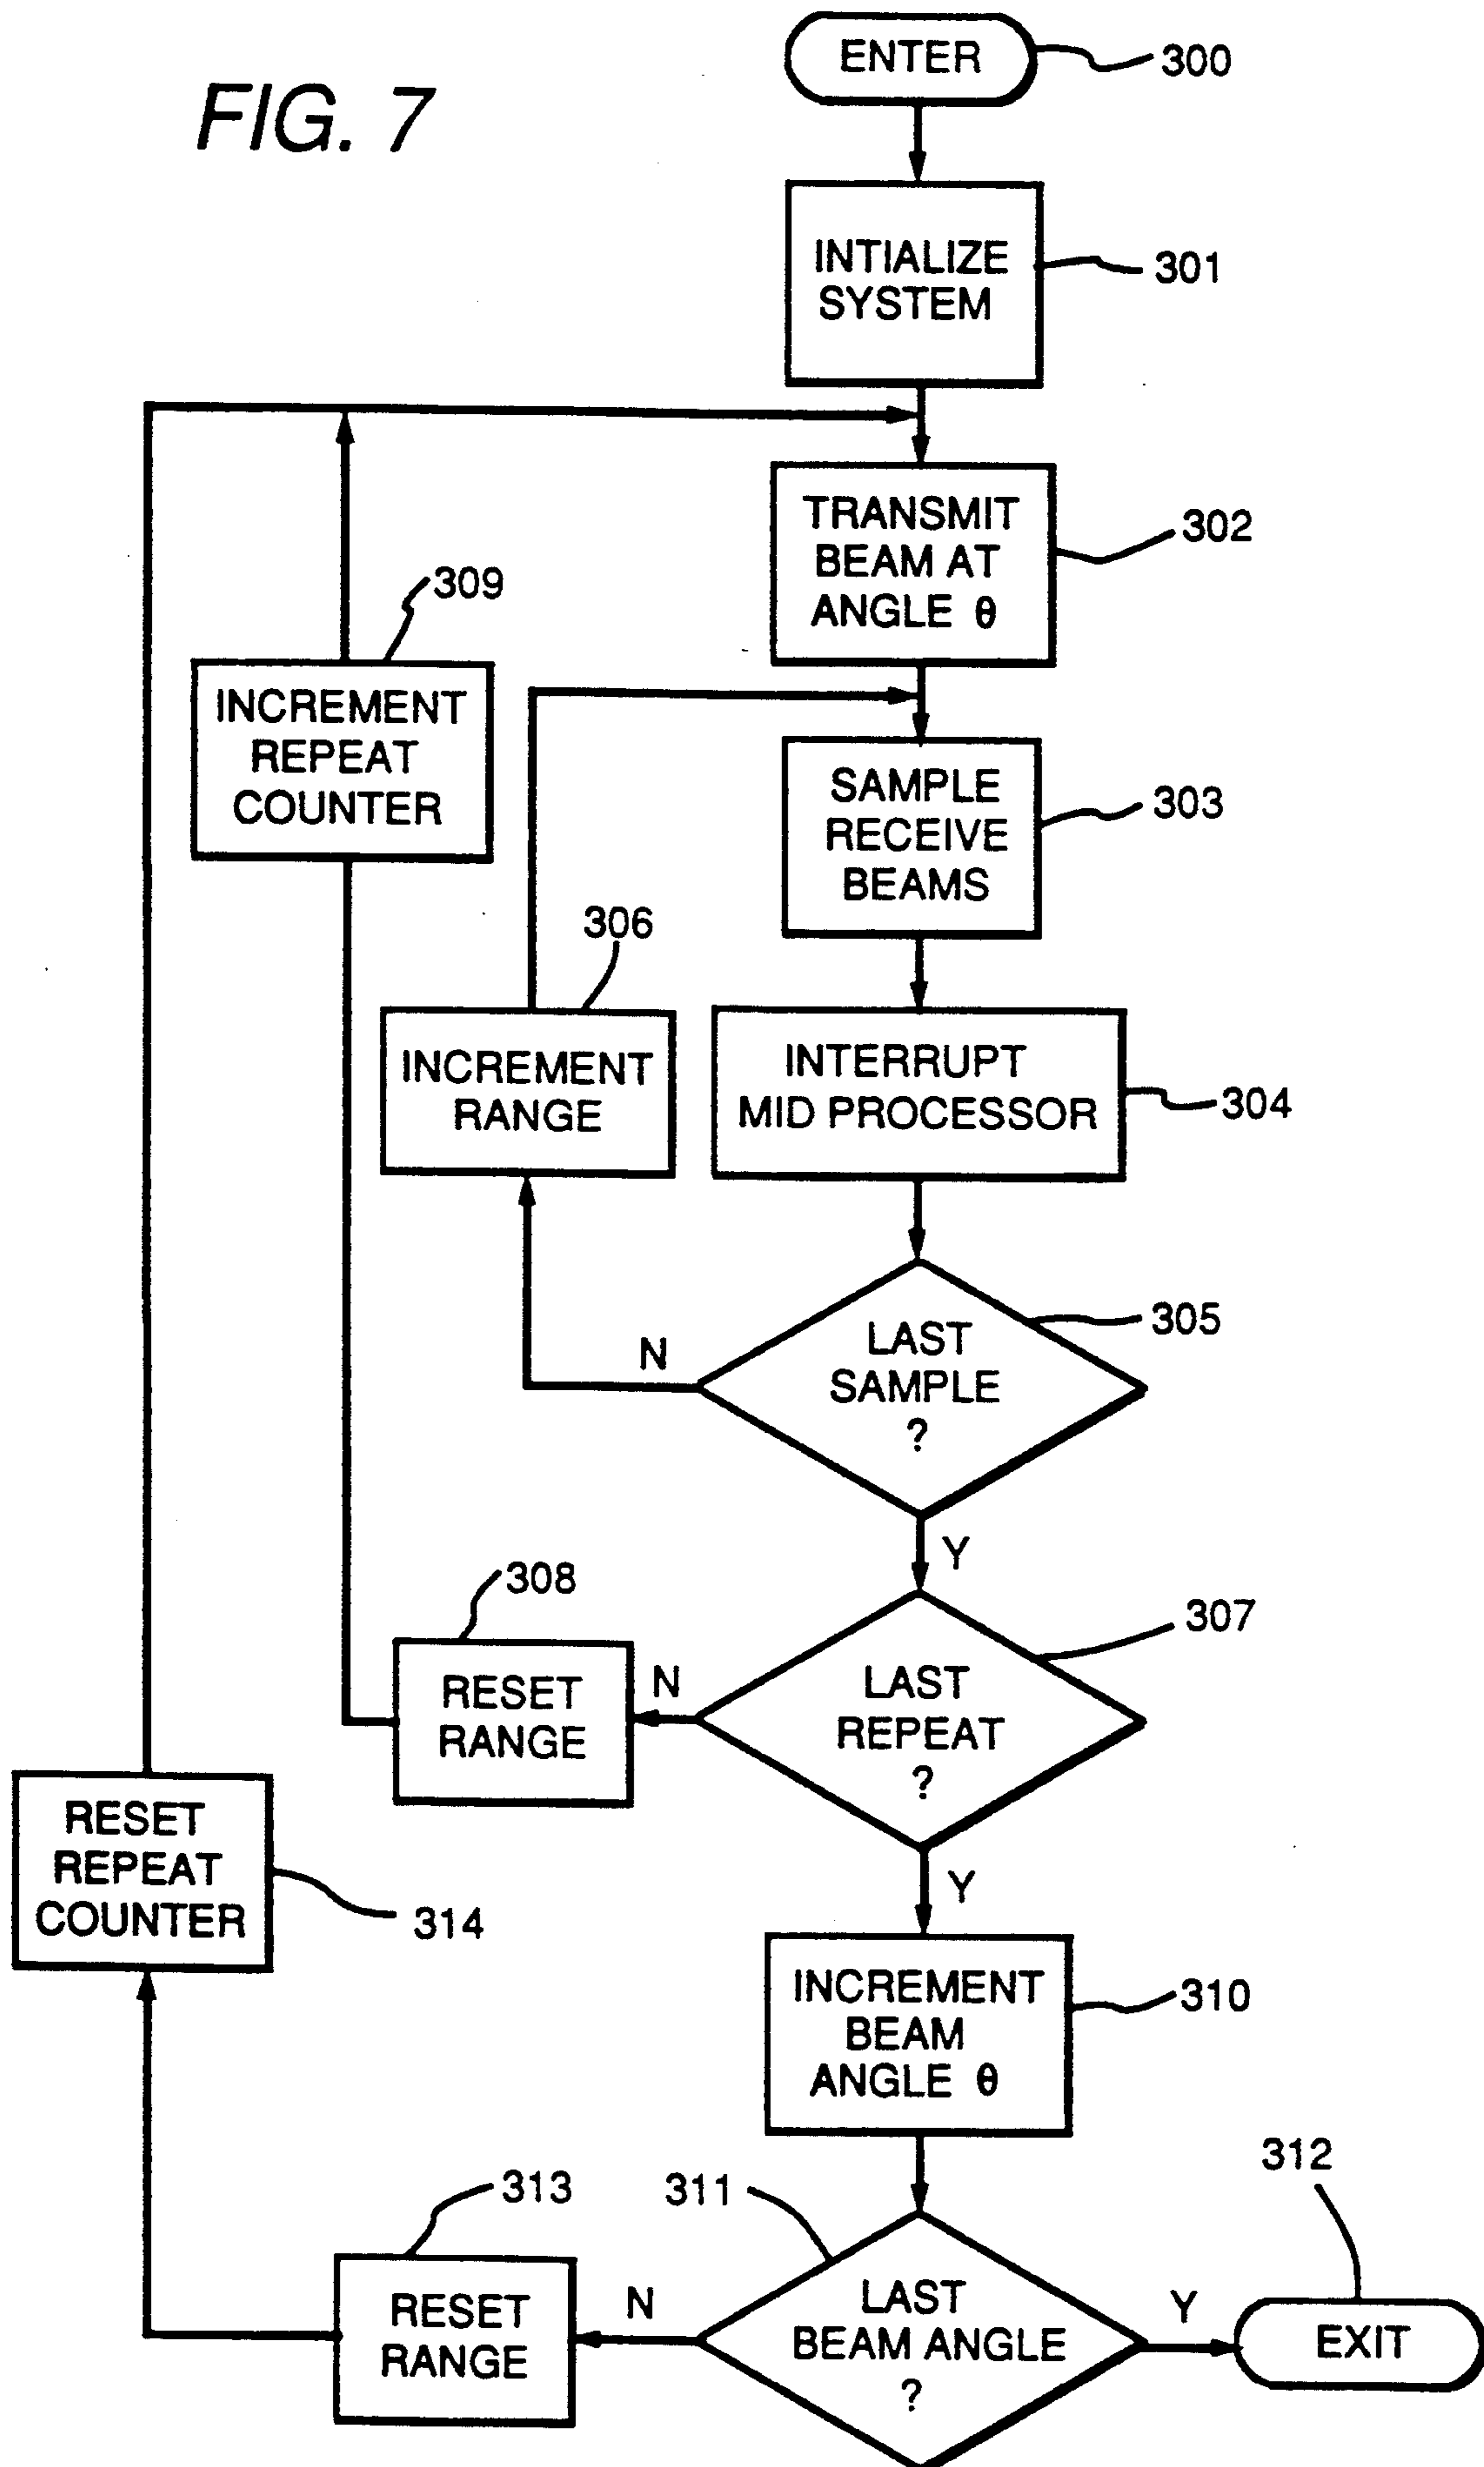 FIG. 7
ENTER
300
INTIALIZE
SYSTEM
301
TRANSMIT
BEAM AT
ANGLE θ
302
309
INCREMENT
REPEAT
COUNTER
SAMPLE
RECEIVE
BEAMS
303
306
INCREMENT
RANGE
INTERRUPT
MID PROCESSOR
304
LAST
SAMPLE
?
305
N
Y
308
RESET
RANGE
N
LAST
REPEAT
?
307
Y
RESET
REPEAT
COUNTER
314
INCREMENT
BEAM
ANGLE θ
310
313
RESET
RANGE
N
311
LAST
BEAM ANGLE
?
Y
312
EXIT